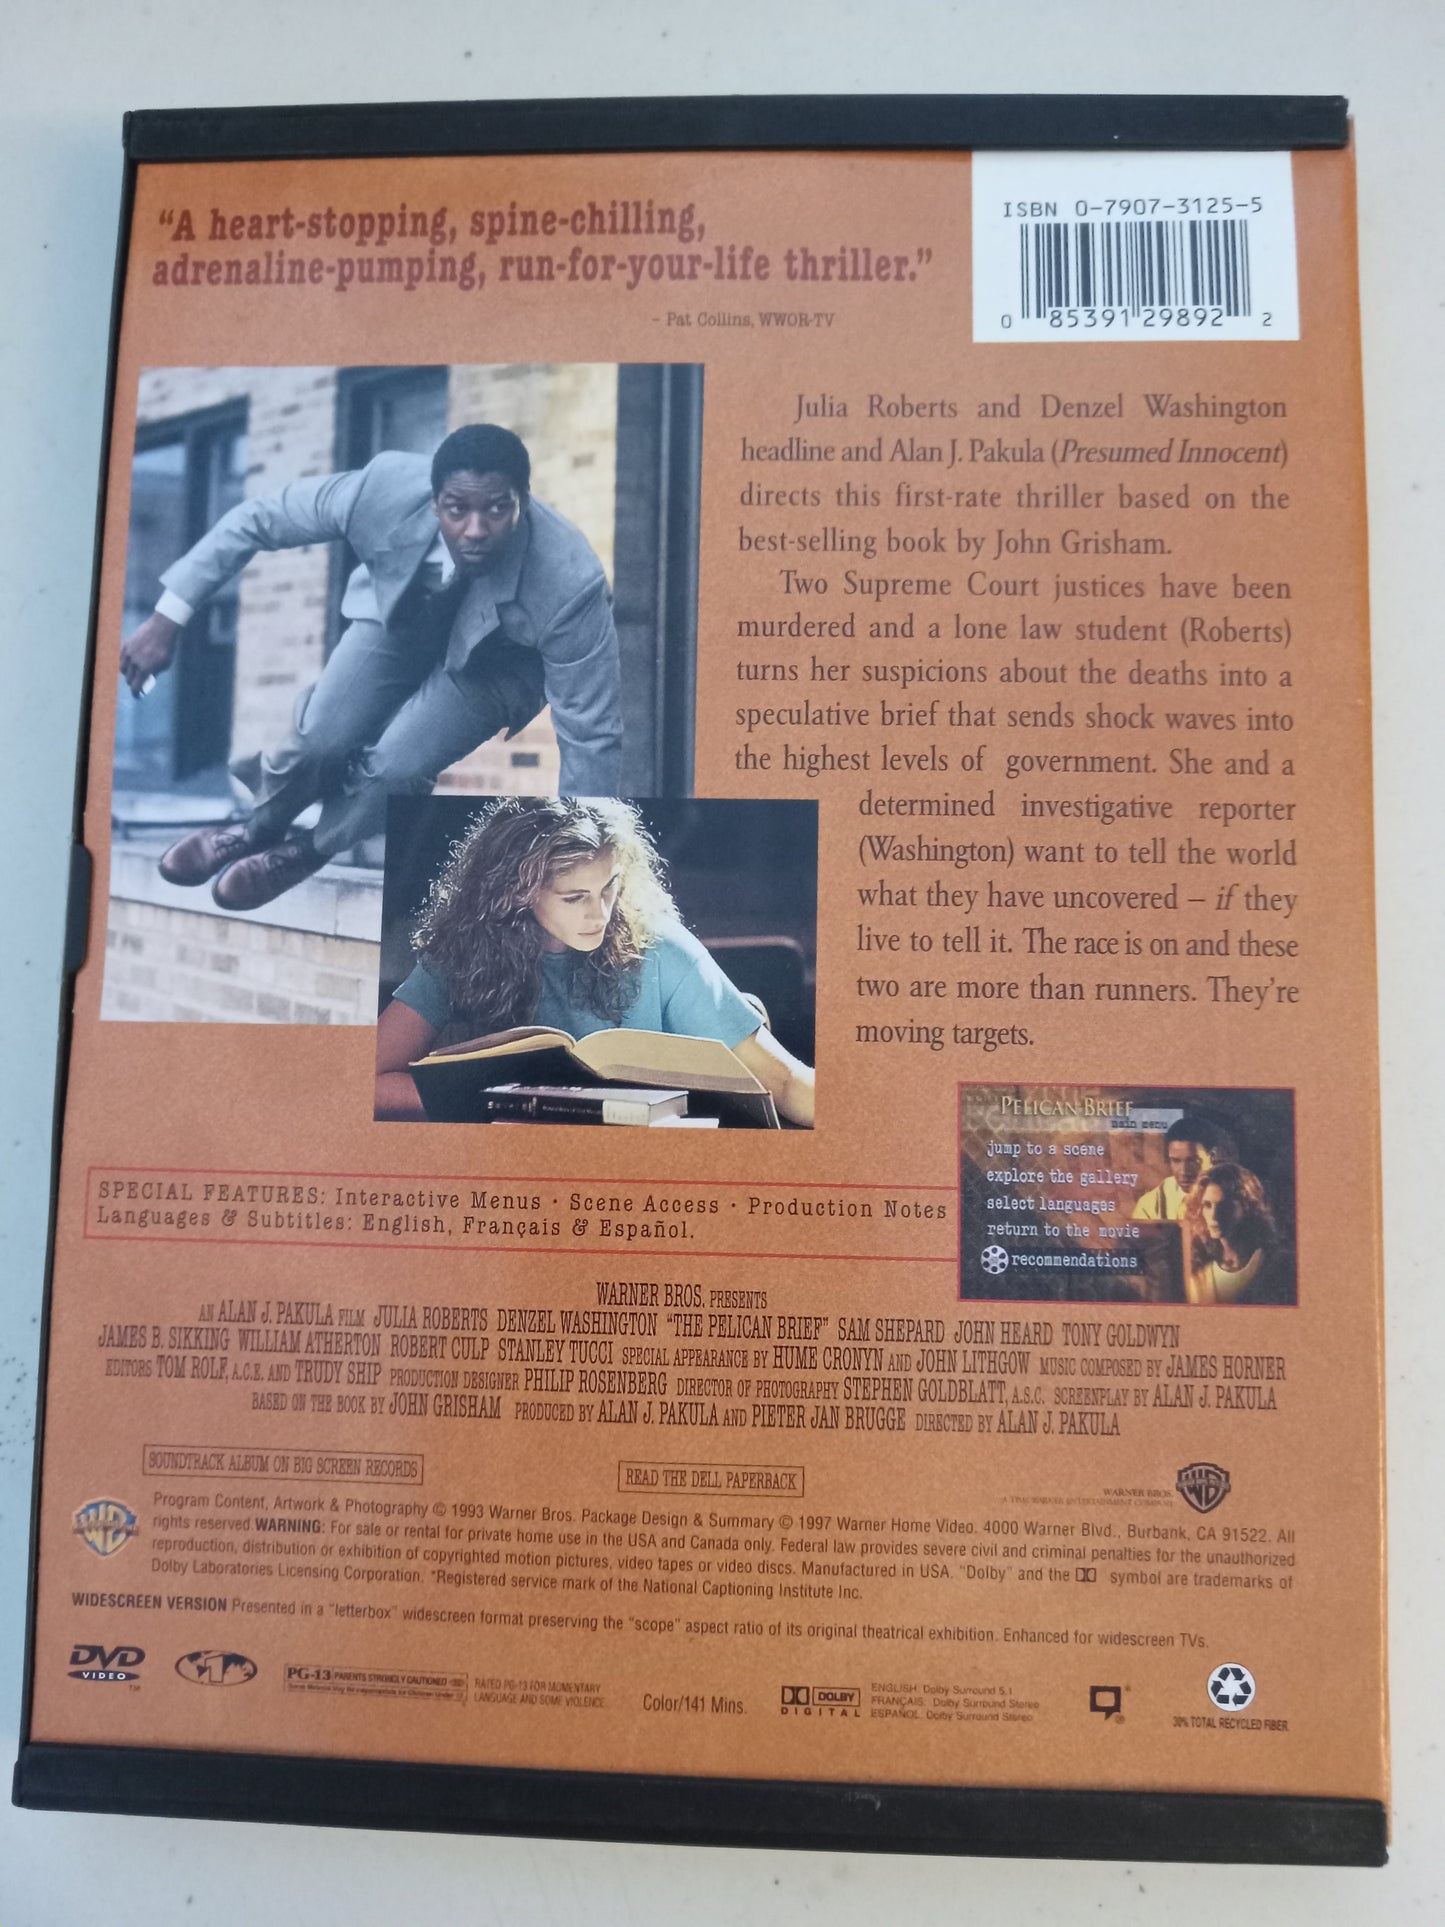 "A heart-stopping, spine-chilling,
adrenaline-pumping, run-for-your-life thriller."
- Pat Collins, WWOR-TV
ISBN 0-7907-3125-5
0 85391 29892 2
Julia Roberts and Denzel Washington
headline and Alan J. Pakula (Presumed Innocent)
directs this first-rate thriller based on the
best-selling book by John Grisham.
Two Supreme Court justices have been
murdered and a lone law student (Roberts)
turns her suspicions about the deaths into a
speculative brief that sends shock waves into
the highest levels of government. She and a
determined investigative reporter
(Washington) want to tell the world
what they have uncovered – if they
live to tell it. The race is on and these
two are more than runners. They're
moving targets.
PELICAN BRIEF
main menu
jump to a scene
explore the gallery
select languages
return to the movie
recommendations
SPECIAL FEATURES: Interactive Menus · Scene Access · Production Notes
Languages & Subtitles: English, Français & Español.
WARNER BROS. PRESENTS
AN ALAN J. PAKULA FILM JULIA ROBERTS DENZEL WASHINGTON "THE PELICAN BRIEF" SAM SHEPARD JOHN HEARD TONY GOLDWYN
JAMES B. SIKKING WILLIAM ATHERTON ROBERT CULP STANLEY TUCCI SPECIAL APPEARANCE BY HUME CRONYN AND JOHN LITHGOW MUSIC COMPOSED BY JAMES HORNER
EDITORS TOM ROLF, A.C.E. AND TRUDY SHIP PRODUCTION DESIGNER PHILIP ROSENBERG DIRECTOR OF PHOTOGRAPHY STEPHEN GOLDBLATT, A.S.C. SCREENPLAY BY ALAN J. PAKULA
BASED ON THE BOOK BY JOHN GRISHAM PRODUCED BY ALAN J. PAKULA AND PIETER JAN BRUGGE DIRECTED BY ALAN J. PAKULA
SOUNDTRACK ALBUM ON BIG SCREEN RECORDS
READ THE DELL PAPERBACK
WARNER BROS.
A TIME WARNER ENTERTAINMENT COMPANY
Program Content, Artwork & Photography © 1993 Warner Bros. Package Design & Summary © 1997 Warner Home Video. 4000 Warner Blvd., Burbank, CA 91522. All
rights reserved. WARNING: For sale or rental for private home use in the USA and Canada only. Federal law provides severe civil and criminal penalties for the unauthorized
reproduction, distribution or exhibition of copyrighted motion pictures, video tapes or video discs. Manufactured in USA. "Dolby" and the symbol are trademarks of
Dolby Laboratories Licensing Corporation. *Registered service mark of the National Captioning Institute Inc.
WIDESCREEN VERSION Presented in a "letterbox" widescreen format preserving the "scope" aspect ratio of its original theatrical exhibition. Enhanced for widescreen TVs.
DVD
VIDEO
TM
1
PG-13 PARENTS STRONGLY CAUTIONED
Some Material May Be Inappropriate for Children Under 13
RATED PG-13 FOR MOMENTARY
LANGUAGE AND SOME VIOLENCE
Color/141 Mins.
DOLBY
DIGITAL
ENGLISH: Dolby Surround 5.1
FRANÇAIS: Dolby Surround Stereo
ESPAÑOL: Dolby Surround Stereo
30% TOTAL RECYCLED FIBER